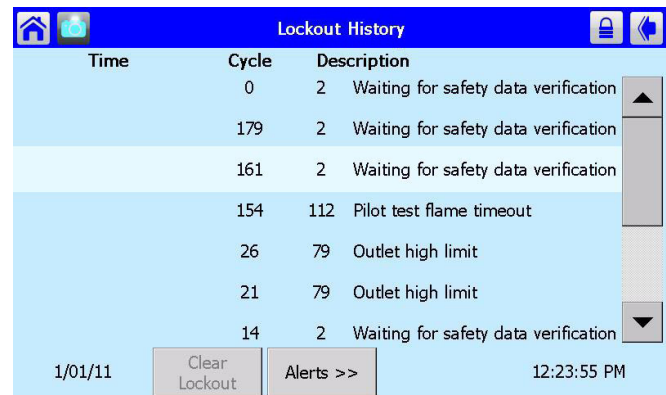 Lockout History
Time Cycle Description
0 2 Waiting for safety data verification
179 2 Waiting for safety data verification
161 2 Waiting for safety data verification
154 112 Pilot test flame timeout
26 79 Outlet high limit
21 79 Outlet high limit
14 2 Waiting for safety data verification
1/01/11 Clear Lockout Alerts >> 12:23:55 PM